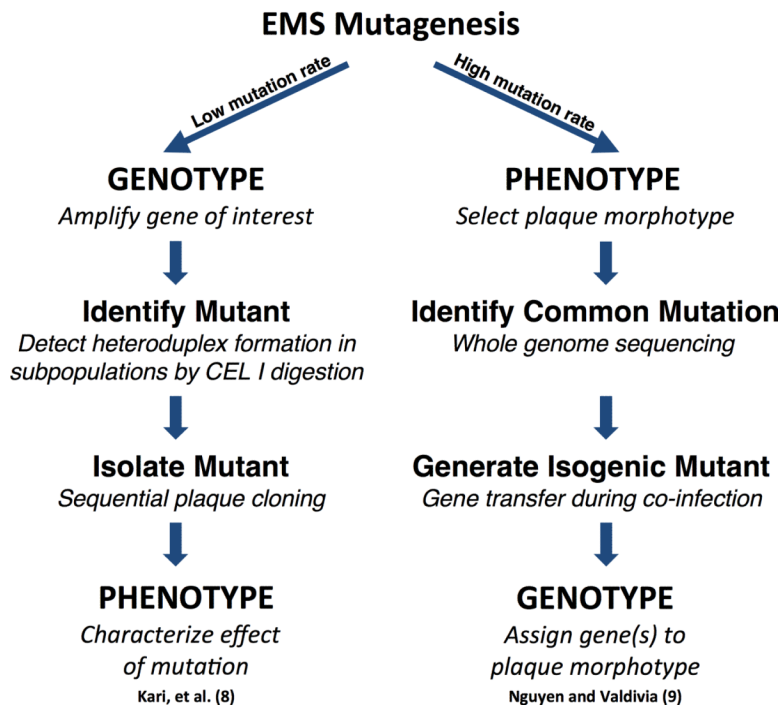 EMS Mutagenesis
Low mutation rate
High mutation rate
GENOTYPE
Amplify gene of interest
Identify Mutant
Detect heteroduplex formation in
subpopulations by CEL I digestion
Isolate Mutant
Sequential plaque cloning
PHENOTYPE
Characterize effect
of mutation
Kari, et al. (8)
PHENOTYPE
Select plaque morphotype
Identify Common Mutation
Whole genome sequencing
Generate Isogenic Mutant
Gene transfer during co-infection
GENOTYPE
Assign gene(s) to
plaque morphotype
Nguyen and Valdivia (9)